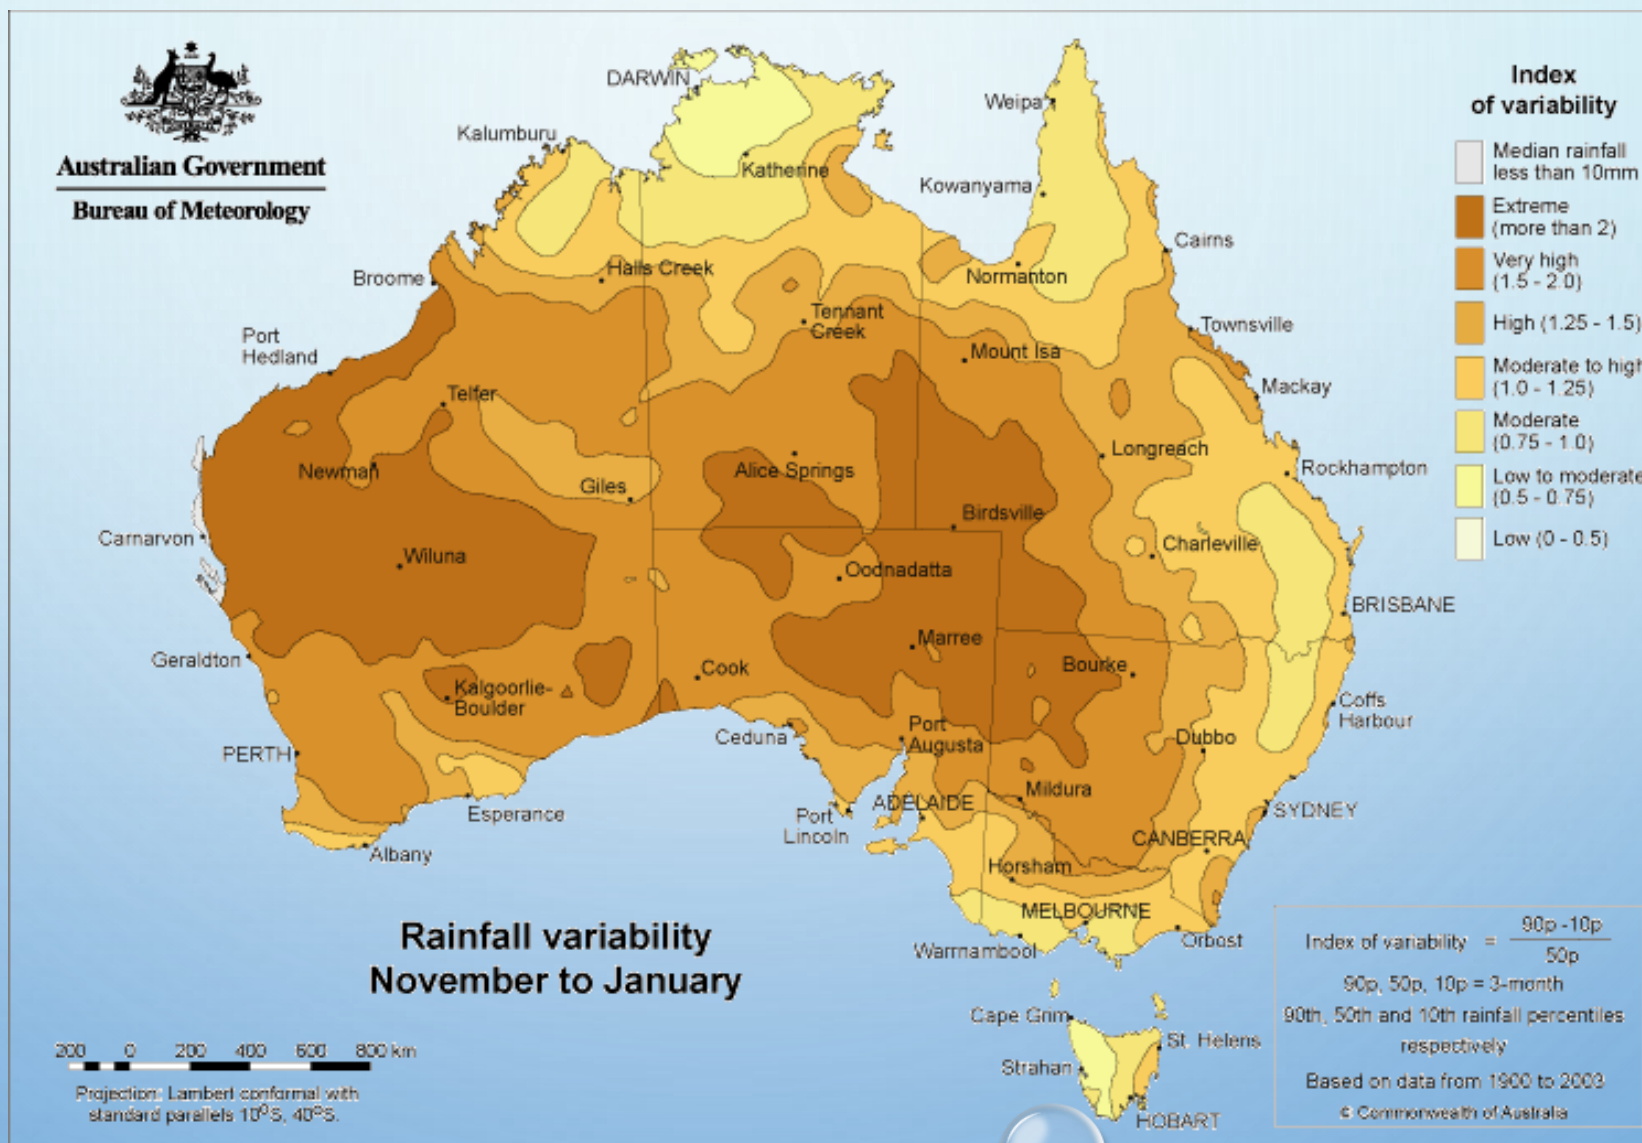 Australian Government
Bureau of Meteorology
DARWIN
Weipa
Kalumburu
Katherine
Kowanyama
Cairns
Halls Creek
Normanton
Broome
Tennant
Creek
Townsville
Port
Hedland
Mount Isa
Mackay
Telfer
Longreach
Newman
Alice Springs
Rockhampton
Giles
Birdsville
Carnarvon
Charleville
Wiluna
Oodnadatta
BRISBANE
Marree
Geraldton
Cook
Bourke
Kalgoorlie-
Boulder
Coffs
Harbour
Ceduna
Port
Augusta
Dubbo
PERTH
Mildura
Esperance
Port
Lincoln
ADELAIDE
SYDNEY
CANBERRA
Albany
Horsham
MELBOURNE
Warrnambool
Orbost
Cape Grim
St. Helens
Strahan
HOBART
Index
of variability
Median rainfall
less than 10mm
Extreme
(more than 2)
Very high
(1.5 - 2.0)
High (1.25 - 1.5)
Moderate to high
(1.0 - 1.25)
Moderate
(0.75 - 1.0)
Low to moderate
(0.5 - 0.75)
Low (0 - 0.5)
Rainfall variability
November to January
200 0 200 400 600 800 km
Projection: Lambert conformal with
standard parallels 10°S, 40°S.
Index of variability = 90p -10p
50p
90p, 50p, 10p = 3-month
90th, 50th and 10th rainfall percentiles
respectively
Based on data from 1900 to 2003
© Commonwealth of Australia